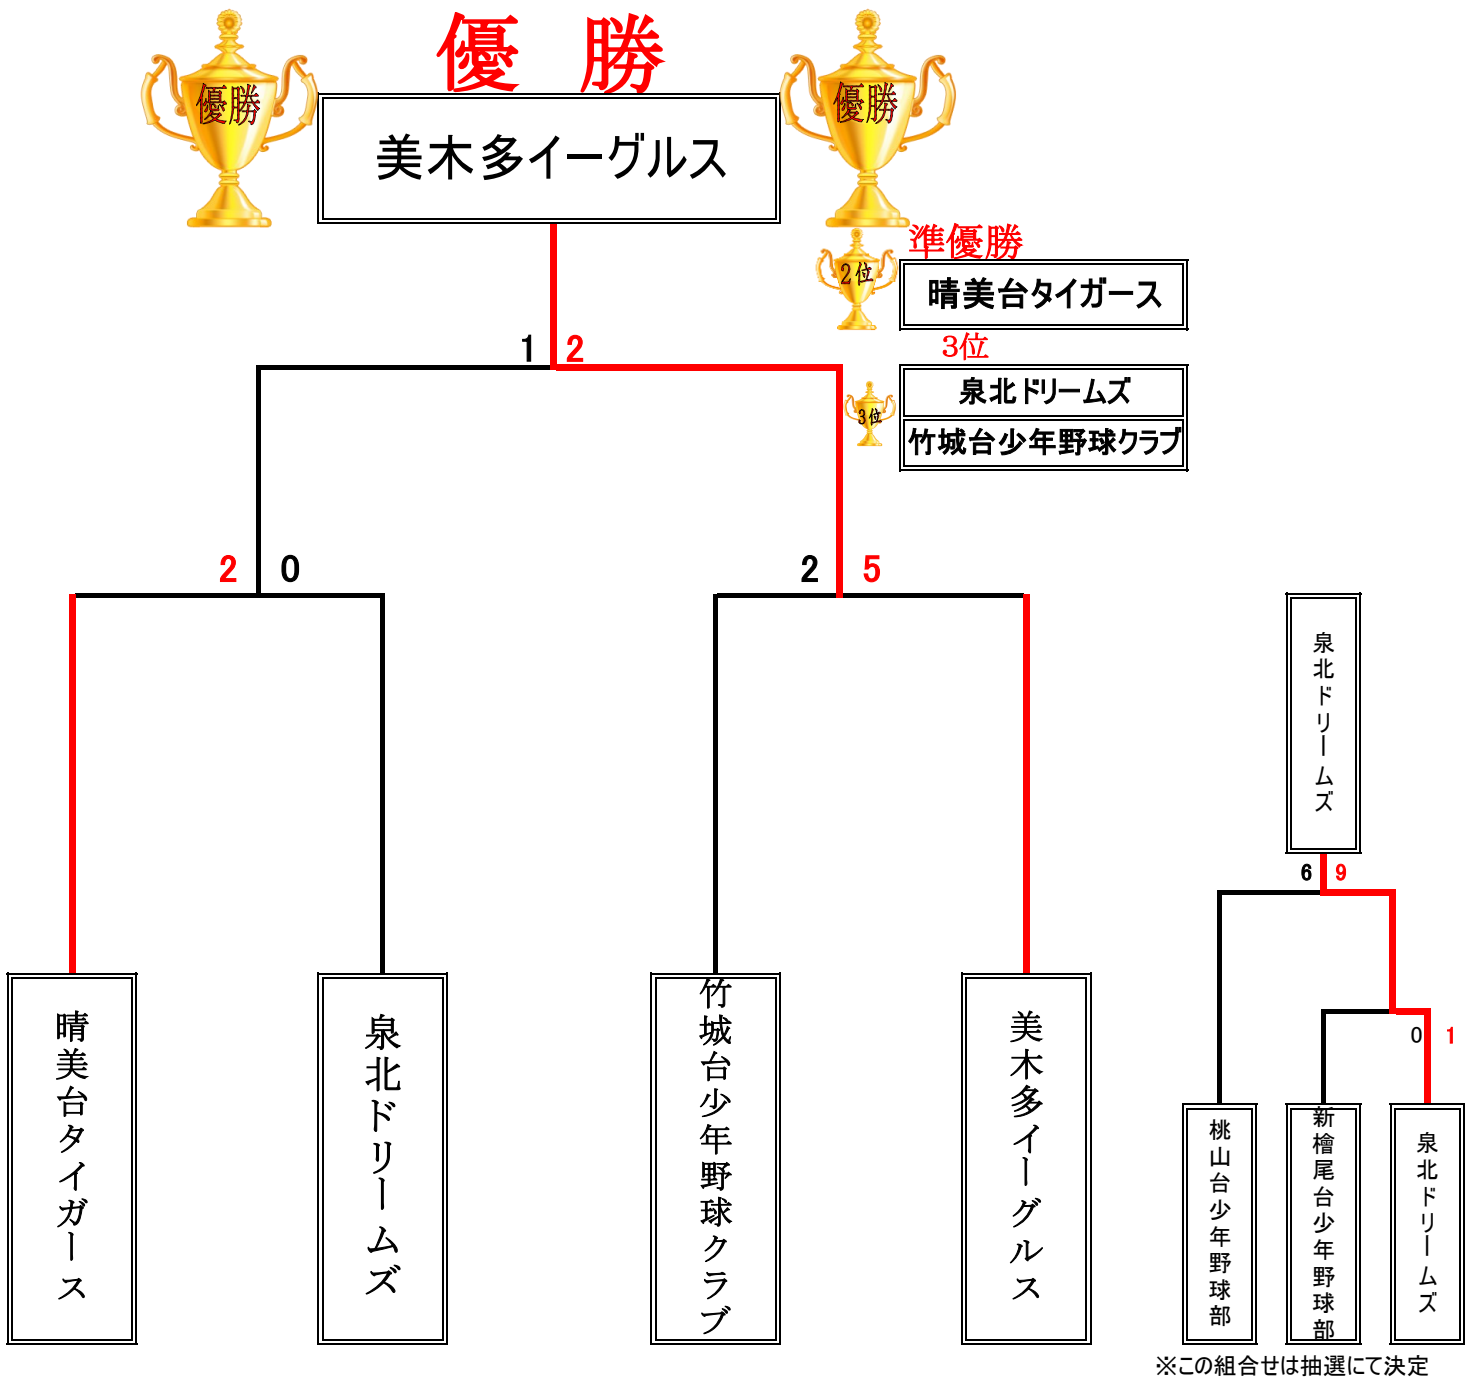 優　勝
優勝
美木多イーグルス
優勝
準優勝
2位
晴美台タイガース
3位
3位
泉北ドリームズ
竹城台少年野球クラブ
1 2
2 0
2 5
泉北ドリームズ
6 9
0 1
晴美台タイガース
泉北ドリームズ
竹城台少年野球クラブ
美木多イーグルス
桃山台少年野球部
新檜尾台少年野球部
泉北ドリームズ
※この組合せは抽選にて決定